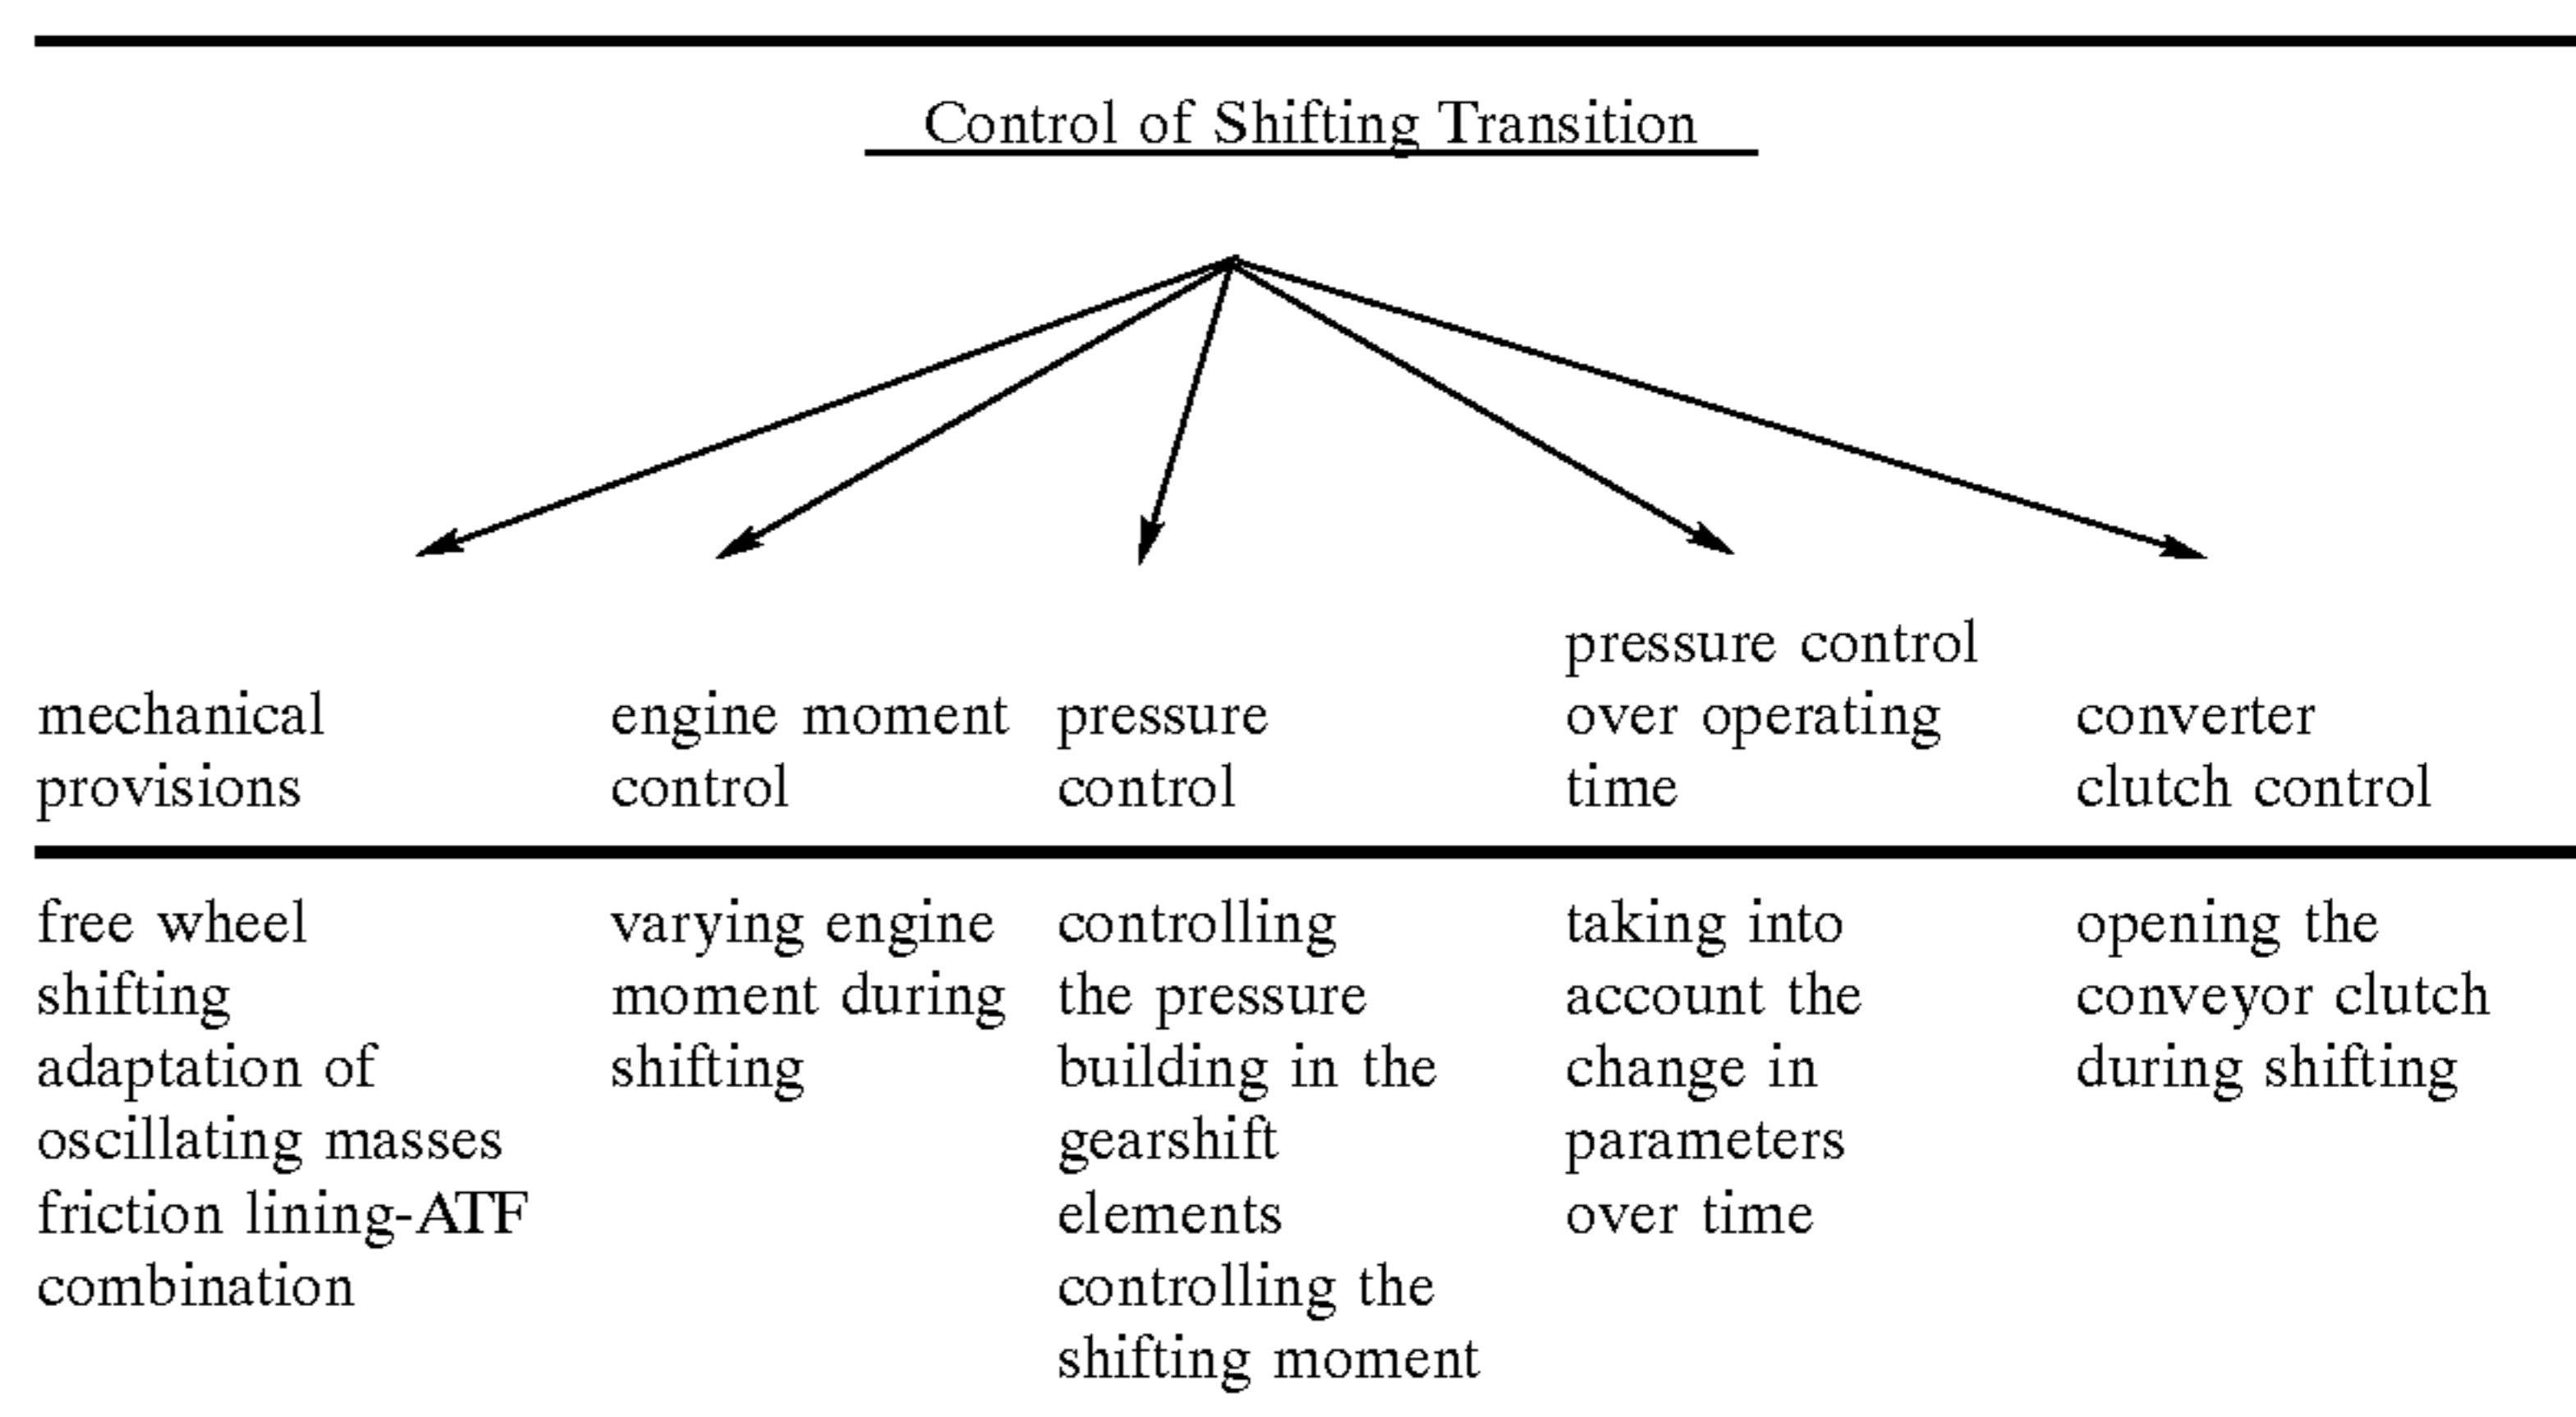 Control of Shifting Transition
mechanical
provisions
engine moment
control
pressure
control
pressure control
over operating
time
converter
clutch control
free wheel
shifting
adaptation of
oscillating masses
friction lining-ATF
combination
varying engine
moment during
shifting
controlling
the pressure
building in the
gearshift
elements
controlling the
shifting moment
taking into
account the
change in
parameters
over time
opening the
conveyor clutch
during shifting